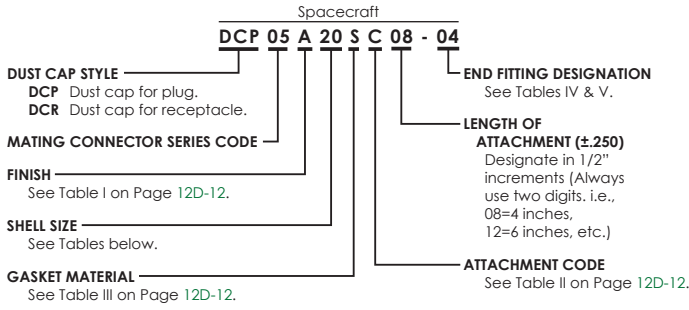 Spacecraft
DCP 05 A 20 S C 08 - 04
DUST CAP STYLE
DCP Dust cap for plug.
DCR Dust cap for receptacle.
MATING CONNECTOR SERIES CODE
FINISH
See Table I on Page 12D-12.
SHELL SIZE
See Tables below.
GASKET MATERIAL
See Table III on Page 12D-12.
END FITTING DESIGNATION
See Tables IV & V.
LENGTH OF
ATTACHMENT (±.250)
Designate in 1/2"
increments (Always
use two digits. i.e.,
08=4 inches,
12=6 inches, etc.)
ATTACHMENT CODE
See Table II on Page 12D-12.